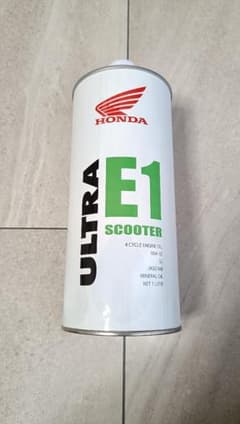 HONDA
ULTRA
E1
SCOOTER
4 CYCLE ENGINE OIL
10W-30
SL
JASO MB
MINERAL OIL
NET 1 LITER